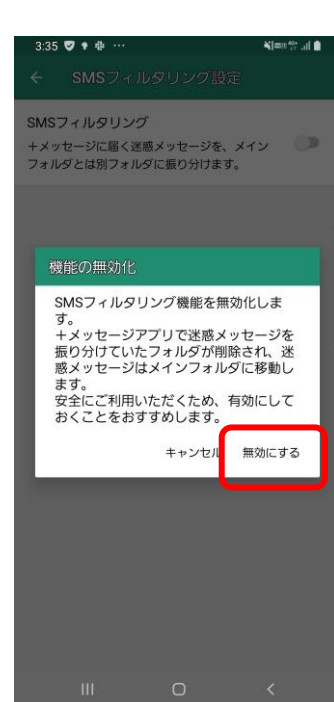 3:35
SMSフィルタリング設定
SMSフィルタリング
+メッセージに届く迷惑メッセージを、メイン
フォルダとは別フォルダに振り分けます。
機能の無効化
SMSフィルタリング機能を無効化しま
す。
+メッセージアプリで迷惑メッセージを
振り分けていたフォルダが削除され、迷
惑メッセージはメインフォルダに移動し
ます。
安全にご利用いただくため、有効にして
おくことをおすすめします。
キャンセル 無効にする